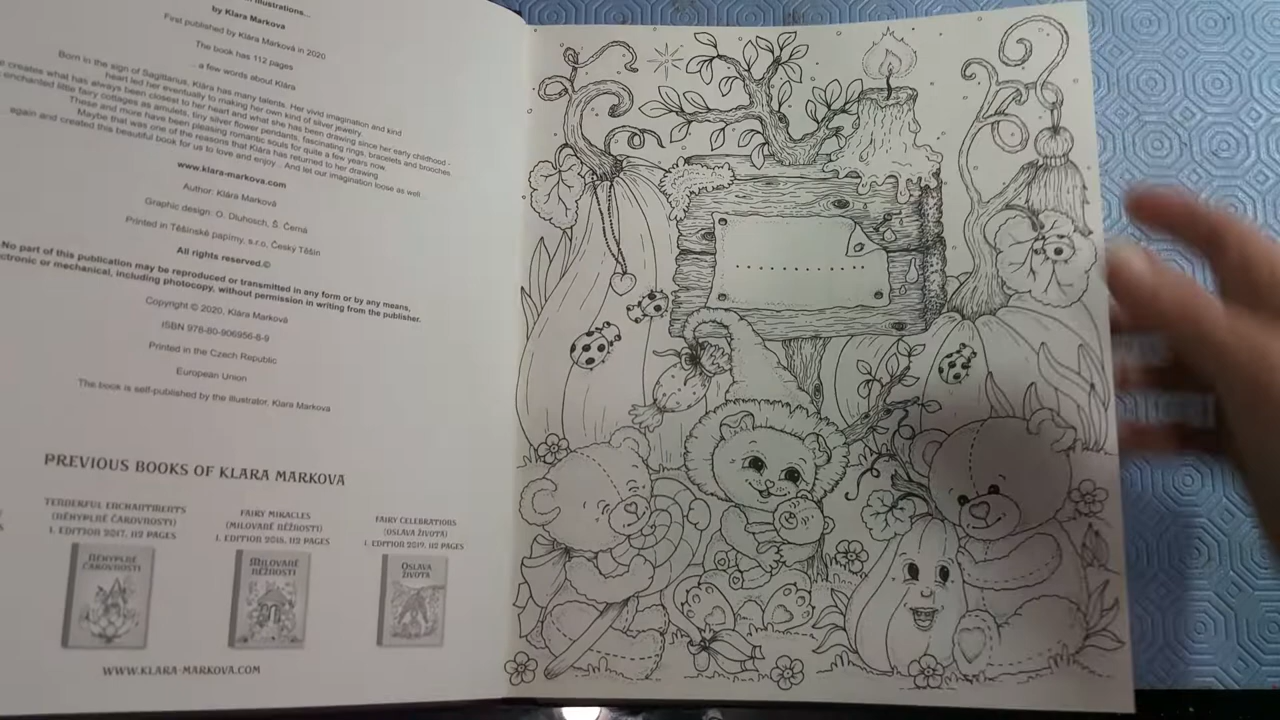 illustrations...
by Klara Markova
First published by Klára Markova in 2020
The book has 112 pages
a few words about Klára
Born in the sign of Sagittarius, Klára has many talents. Her vivid imagination and kind
heart led her eventually to making her own kind of silver jewelry.
creates what has always been closest to her heart and what she has been drawing since her early childhood -
enchanted little fairy cottages as amulets, tiny silver flower pendants, fascinating rings, bracelets and brooches.
These and more have been pleasing romantic souls for quite a few years now.
Maybe that was one of the reasons that Klára has returned to her drawing
again and created this beautiful book for us to love and enjoy. And let our imagination loose as well...
www.klara-markova.com
Author: Klára Marková
Graphic design: O. Dluhosch, Š. Černá
Printed in Těšínské papírny, s.r.o, Český Těšín
All rights reserved.©
No part of this publication may be reproduced or transmitted in any form or by any means,
electronic or mechanical, including photocopy, without permission in writing from the publisher.
Copyright © 2020, Klára Marková
ISBN 978-80-906956-6-9
Printed in the Czech Republic
European Union
The book is self-published by the illustrator, Klara Markova
PREVIOUS BOOKS OF KLARA MARKOVA
TENDERFUL ENCHANTMENTS
(NĚHYPLNÉ ČAROVNOSTI)
1. EDITION 2017, 112 PAGES
FAIRY MIRACLES
(MILOVANÉ NĚŽNOSTI)
1. EDITION 2018, 112 PAGES
FAIRY CELEBRATIONS
(OSLAVA ŽIVOTA)
1. EDITION 2019, 112 PAGES
NĚHYPLNÉ
ČAROVNOSTI
MILOVANÉ
NĚŽNOSTI
OSLAVA
ŽIVOTA
WWW.KLARA-MARKOVA.COM